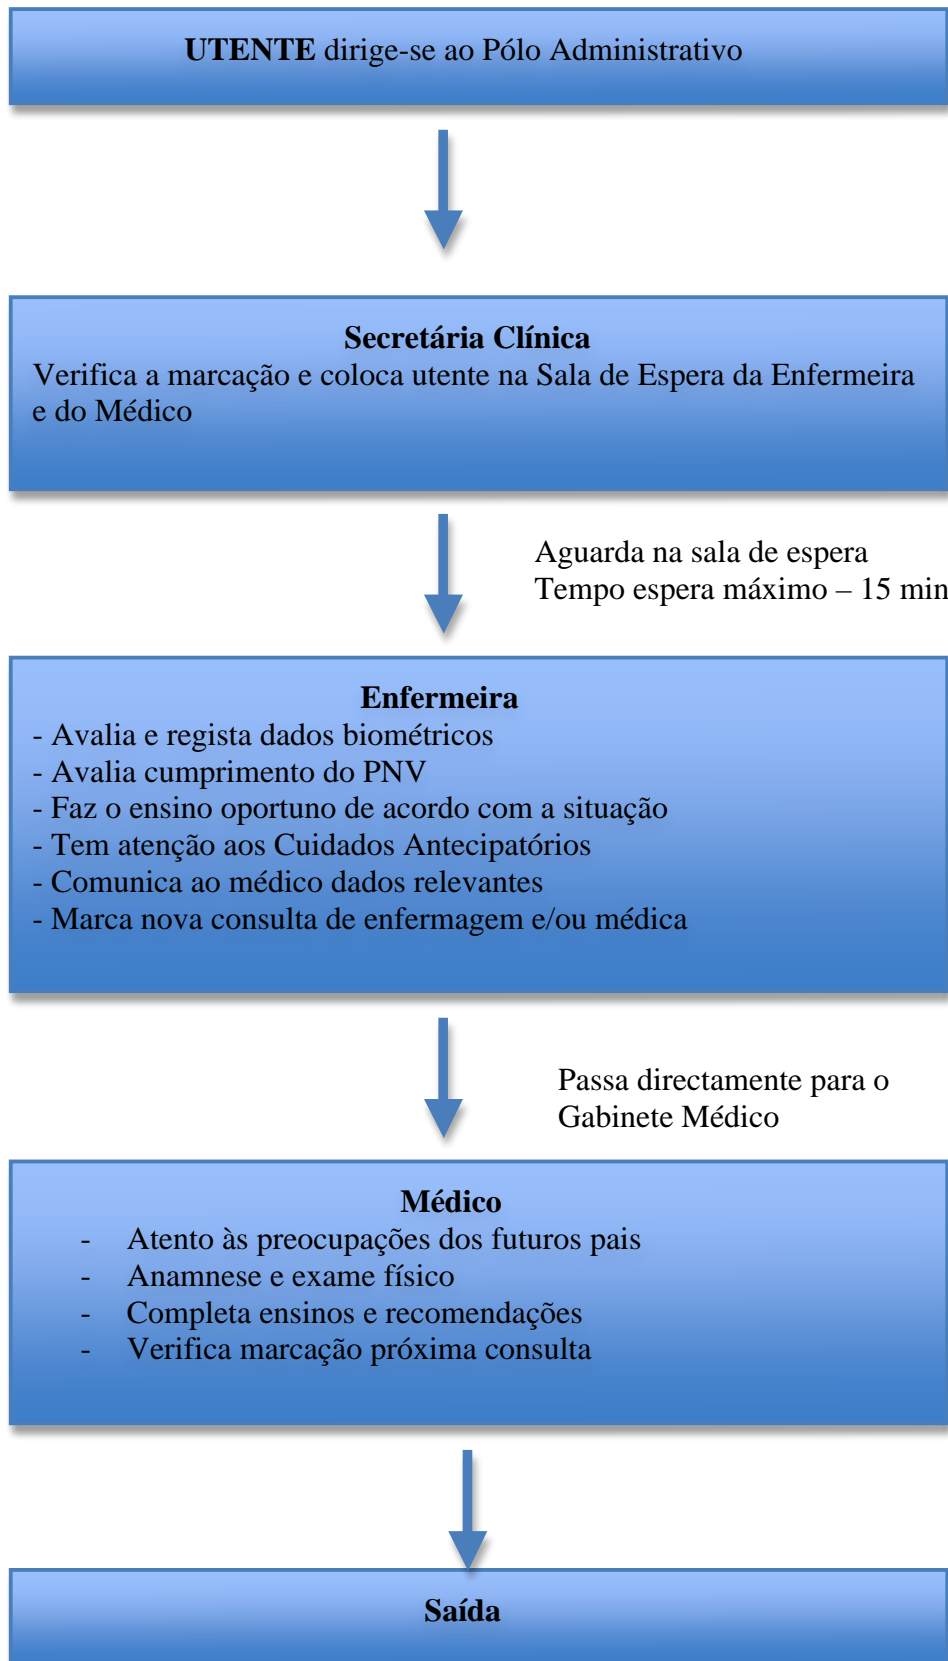 UTENTE dirige-se ao Pólo Administrativo
Secretária Clínica
Verifica a marcação e coloca utente na Sala de Espera da Enfermeira
e do Médico
Aguarda na sala de espera
Tempo espera máximo – 15 min
Enfermeira
- Avalia e regista dados biométricos
- Avalia cumprimento do PNV
- Faz o ensino oportuno de acordo com a situação
- Tem atenção aos Cuidados Antecipatórios
- Comunica ao médico dados relevantes
- Marca nova consulta de enfermagem e/ou médica
Passa directamente para o
Gabinete Médico
Médico
- Atento às preocupações dos futuros pais
- Anamnese e exame físico
- Completa ensinos e recomendações
- Verifica marcação próxima consulta
Saída